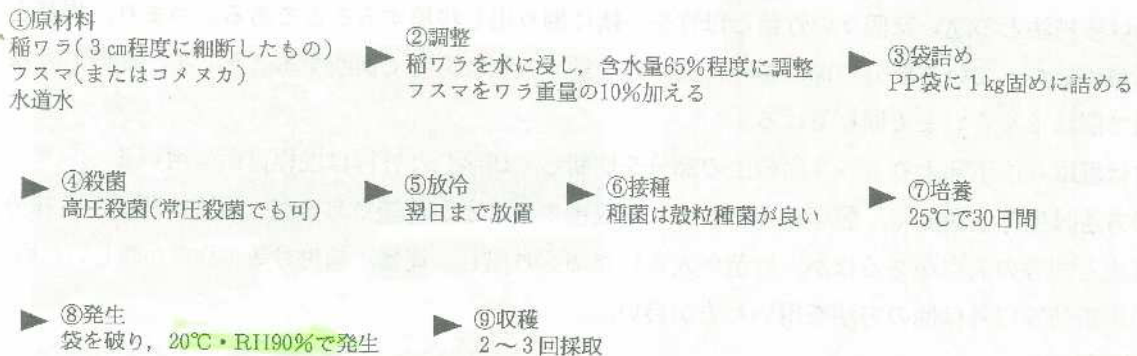 ①原材料
稲ワラ(3㎝程度に細断したもの)
フスマ(またはコメヌカ)
水道水
▶ ②調整
稲ワラを水に浸し，含水量65%程度に調整
フスマをワラ重量の10%加える
▶ ③袋詰め
PP袋に1kg固めに詰める
▶ ④殺菌
高圧殺菌(常圧殺菌でも可)
▶ ⑤放冷
翌日まで放置
▶ ⑥接種
種菌は穀粒種菌が良い
▶ ⑦培養
25℃で30日間
▶ ⑧発生
袋を破り，20℃・RH90%で発生
▶ ⑨収穫
2～3回採取